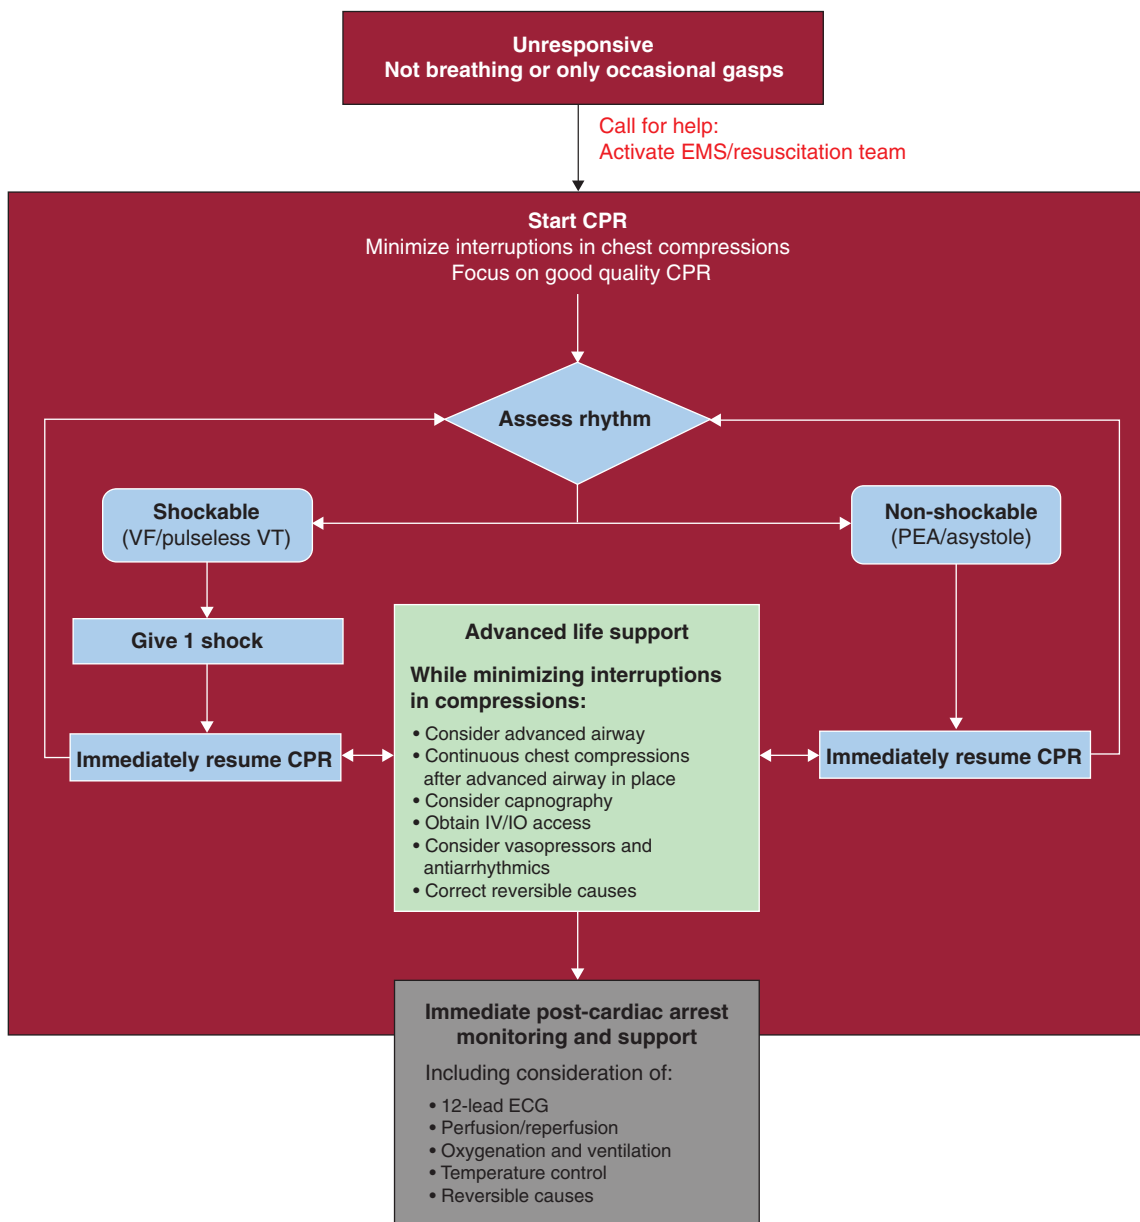 Unresponsive
Not breathing or only occasional gasps
Call for help:
Activate EMS/resuscitation team
Start CPR
Minimize interruptions in chest compressions
Focus on good quality CPR
Assess rhythm
Shockable
(VF/pulseless VT)
Non-shockable
(PEA/asystole)
Give 1 shock
Immediately resume CPR
Advanced life support
While minimizing interruptions
in compressions:
• Consider advanced airway
• Continuous chest compressions
after advanced airway in place
• Consider capnography
• Obtain IV/IO access
• Consider vasopressors and
antiarrhythmics
• Correct reversible causes
Immediately resume CPR
Immediate post-cardiac arrest
monitoring and support
Including consideration of:
• 12-lead ECG
• Perfusion/reperfusion
• Oxygenation and ventilation
• Temperature control
• Reversible causes